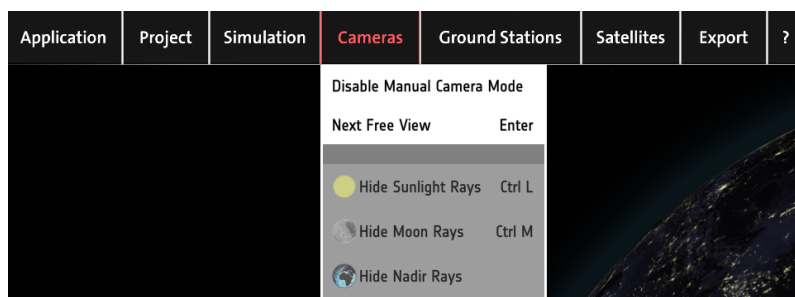 Application Project Simulation Cameras Ground Stations Satellites Export ?
Disable Manual Camera Mode
Next Free View Enter
Hide Sunlight Rays Ctrl L
Hide Moon Rays Ctrl M
Hide Nadir Rays